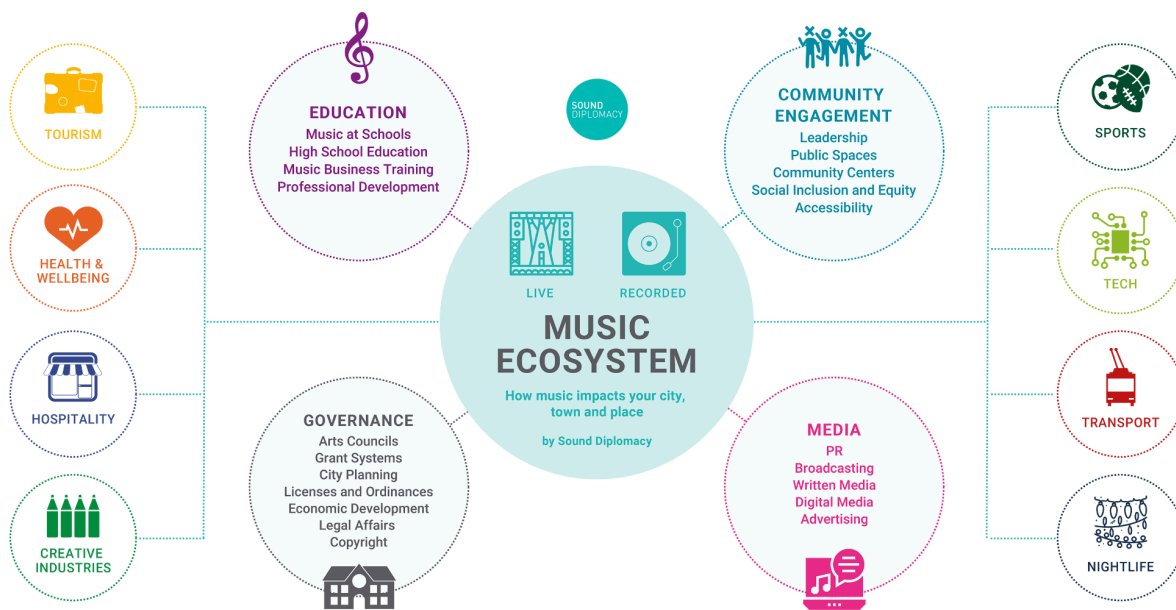 TOURISM
HEALTH &
WELLBEING
HOSPITALITY
CREATIVE
INDUSTRIES
EDUCATION
Music at Schools
High School Education
Music Business Training
Professional Development
GOVERNANCE
Arts Councils
Grant Systems
City Planning
Licenses and Ordinances
Economic Development
Legal Affairs
Copyright
SOUND
DIPLOMACY
LIVE
RECORDED
MUSIC
ECOSYSTEM
How music impacts your city,
town and place
by Sound Diplomacy
COMMUNITY
ENGAGEMENT
Leadership
Public Spaces
Community Centers
Social Inclusion and Equity
Accessibility
MEDIA
PR
Broadcasting
Written Media
Digital Media
Advertising
SPORTS
TECH
TRANSPORT
NIGHTLIFE